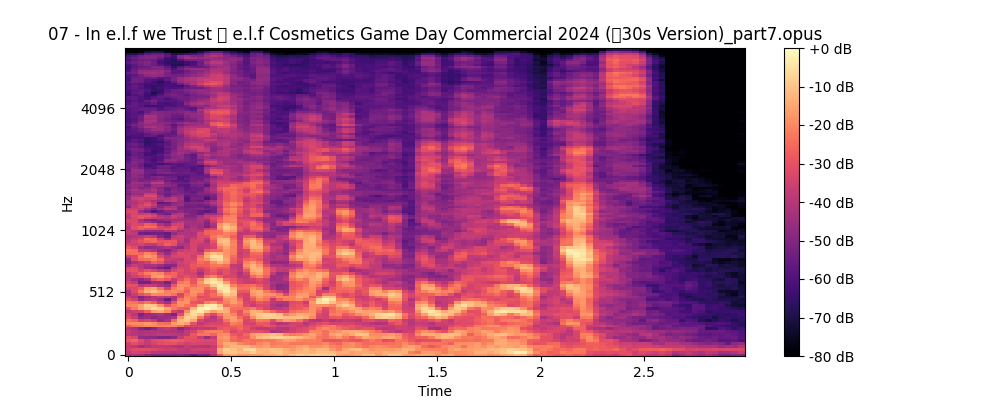 07 - In e.l.f we Trust ▯ e.l.f Cosmetics Game Day Commercial 2024 (▯30s Version)_part7.opus
+0 dB
-10 dB
-20 dB
-30 dB
-40 dB
-50 dB
-60 dB
-70 dB
-80 dB
Hz
4096
2048
1024
512
0
0
0.5
1
1.5
2
2.5
Time